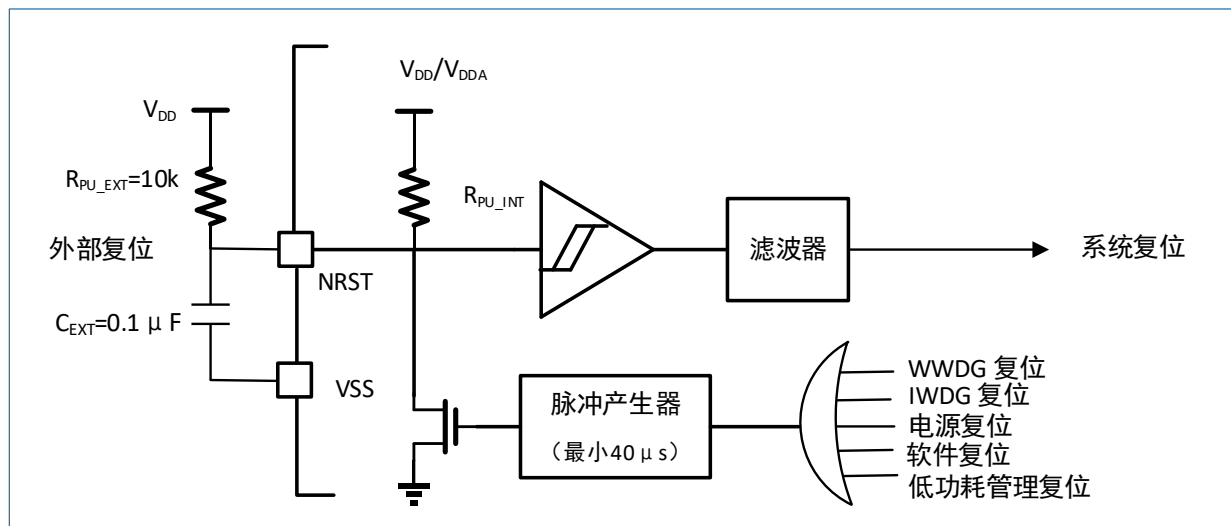 V_DD/V_DDA
V_DD
R_PU_EXT=10k
R_PU_INT
外部复位
滤波器
系统复位
NRST
C_EXT=0.1 μ F
VSS
脉冲产生器
（最小40 μ s）
WWDG 复位
IWDG 复位
电源复位
软件复位
低功耗管理复位